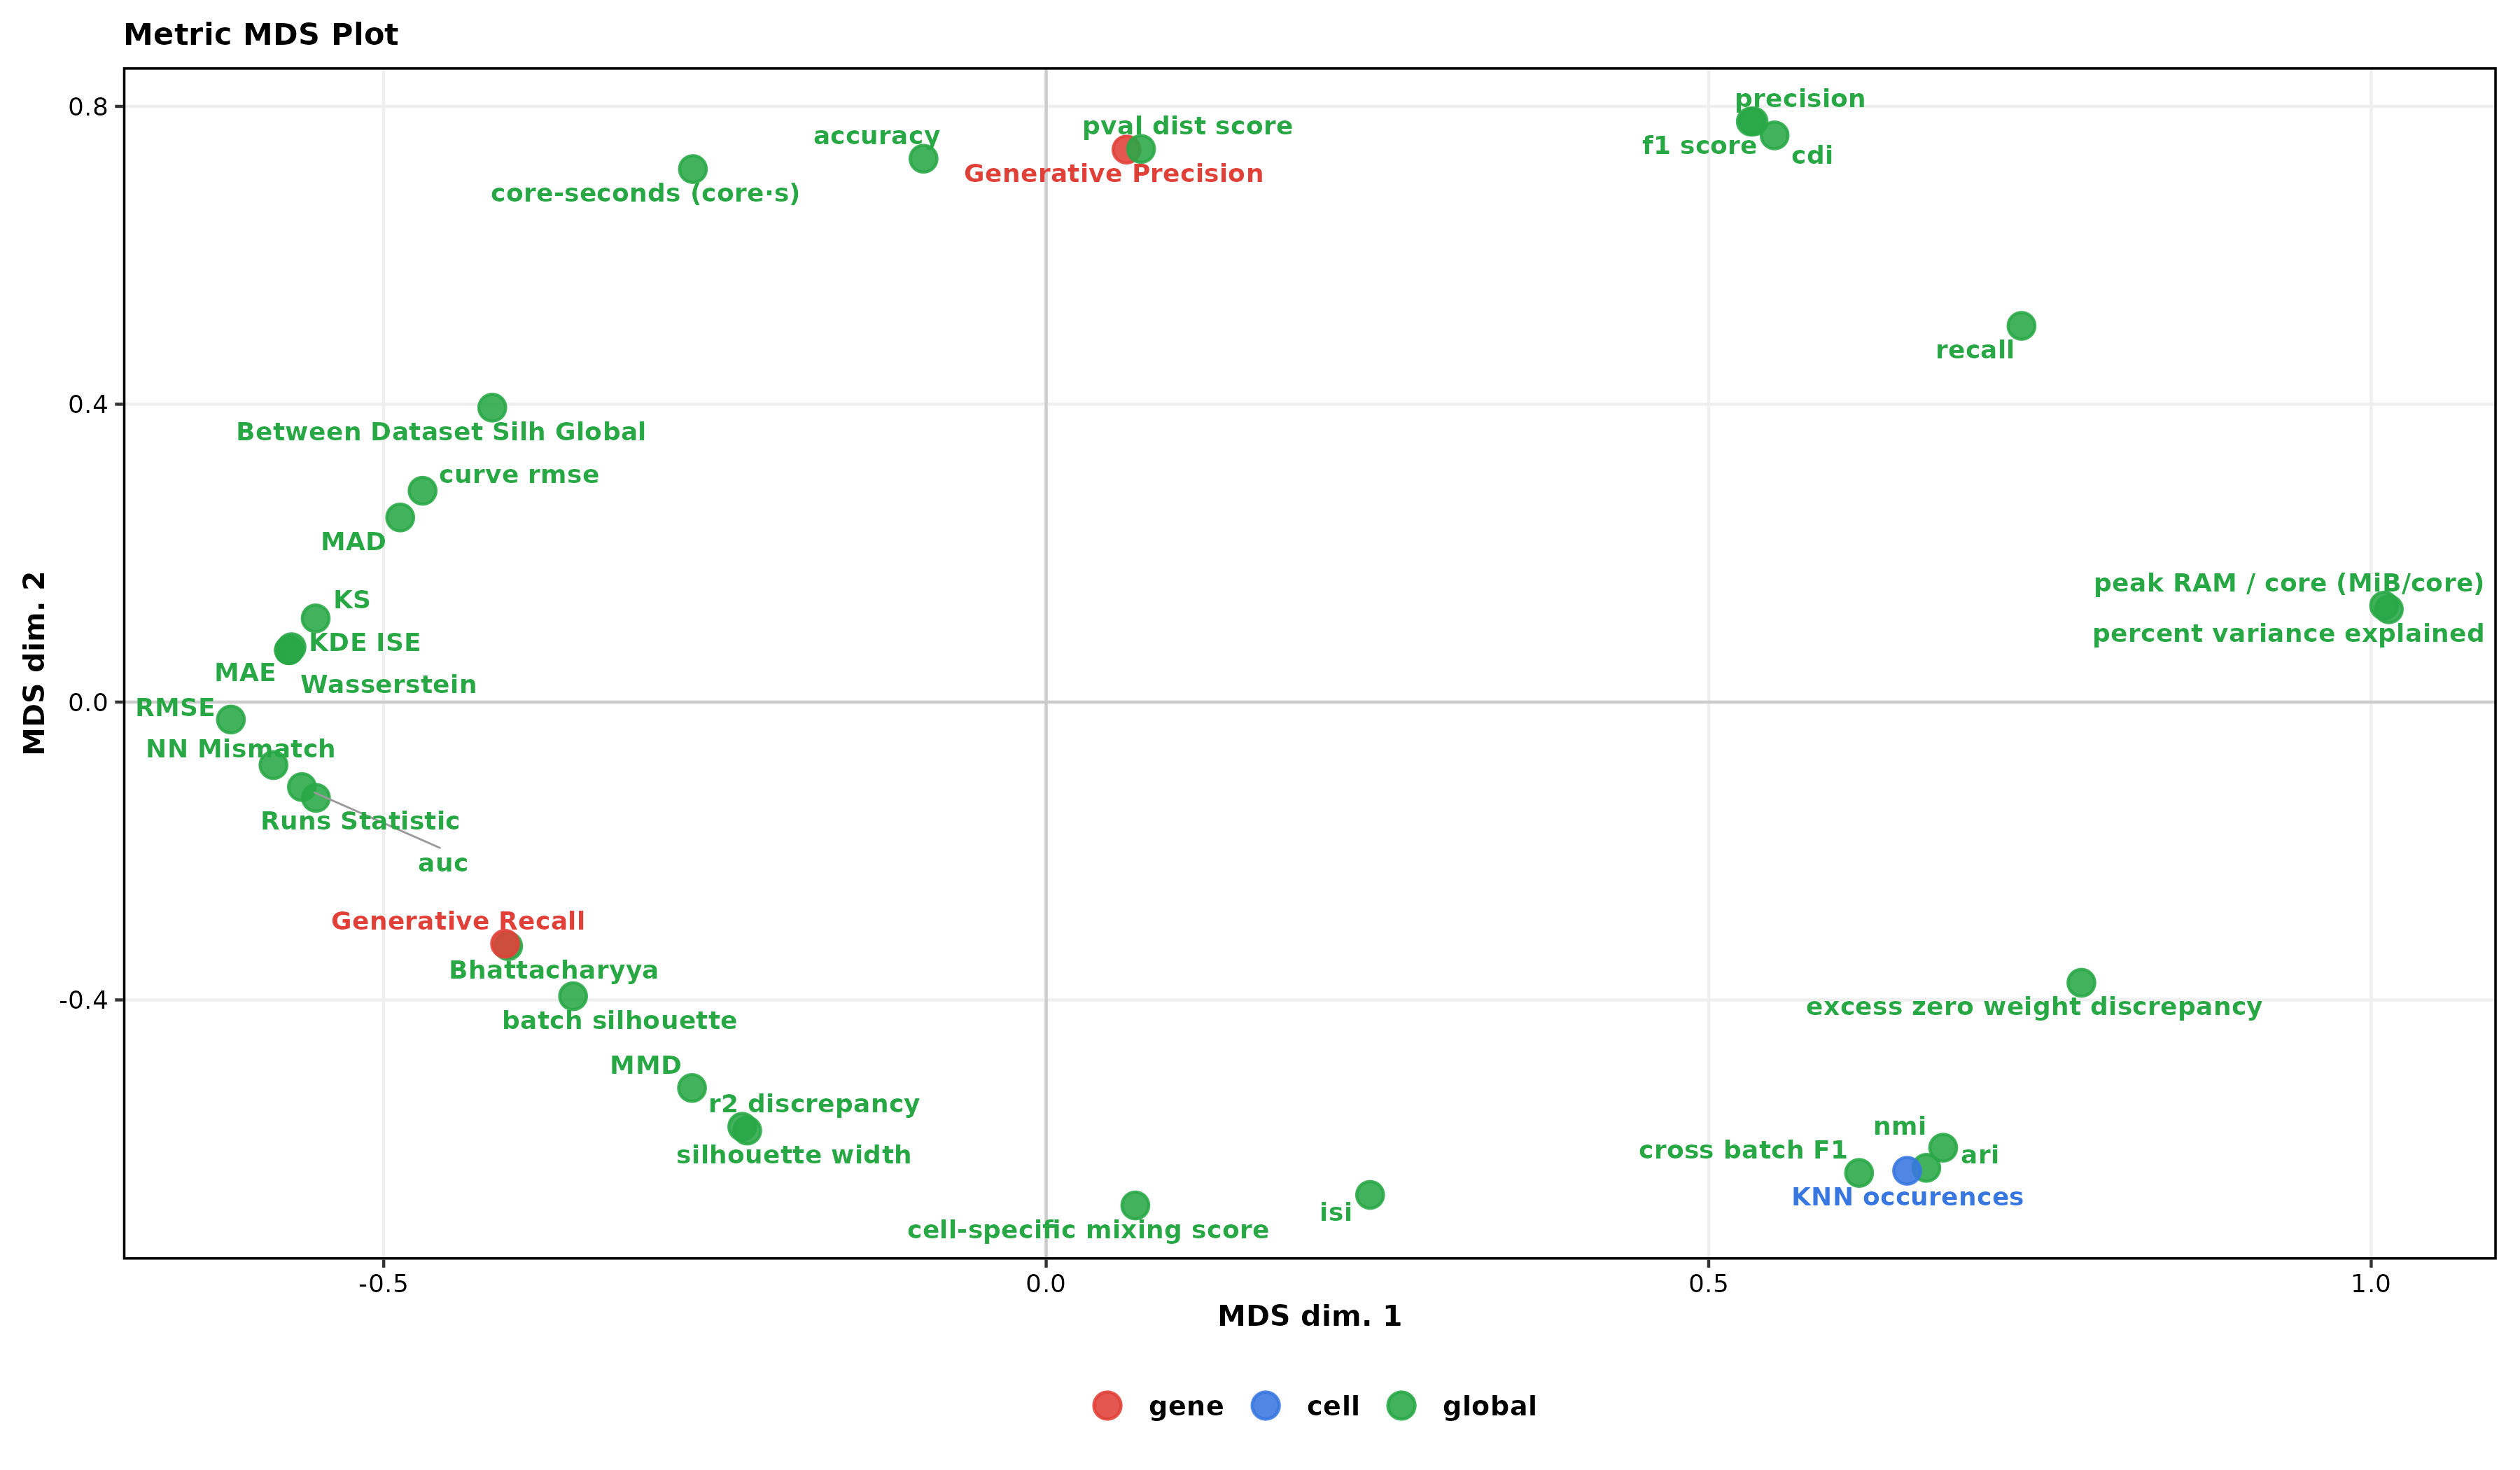 Metric MDS Plot
0.8
precision
accuracy
pval dist score
f1 score
cdi
Generative Precision
core-seconds (core·s)
recall
0.4
Between Dataset Silh Global
curve rmse
MAD
peak RAM / core (MiB/core)
KS
percent variance explained
KDE ISE
MAE
Wasserstein
MDS dim. 2
0.0
RMSE
NN Mismatch
Runs Statistic
auc
Generative Recall
Bhattacharyya
-0.4
excess zero weight discrepancy
batch silhouette
MMD
r2 discrepancy
nmi
cross batch F1
ari
silhouette width
KNN occurences
isi
cell-specific mixing score
-0.5
0.0
0.5
1.0
MDS dim. 1
gene
cell
global